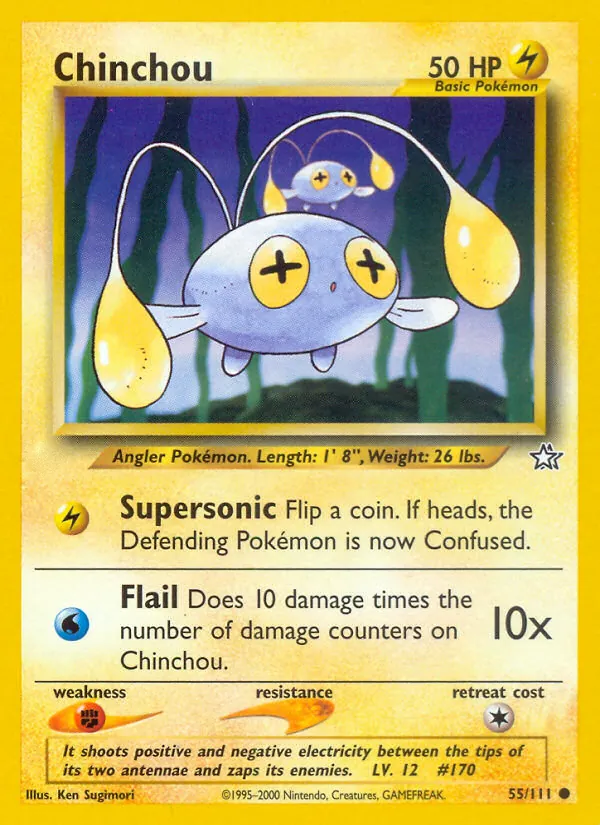 Chinchou
50 HP
Basic Pokémon
Angler Pokémon. Length: 1' 8", Weight: 26 lbs.
Supersonic Flip a coin. If heads, the
Defending Pokémon is now Confused.
Flail Does 10 damage times the
number of damage counters on
Chinchou.
10x
weakness
resistance
retreat cost
It shoots positive and negative electricity between the tips of
its two antennae and zaps its enemies. LV. 12 #170
Illus. Ken Sugimori
©1995-2000 Nintendo, Creatures, GAMEFREAK.
55/111